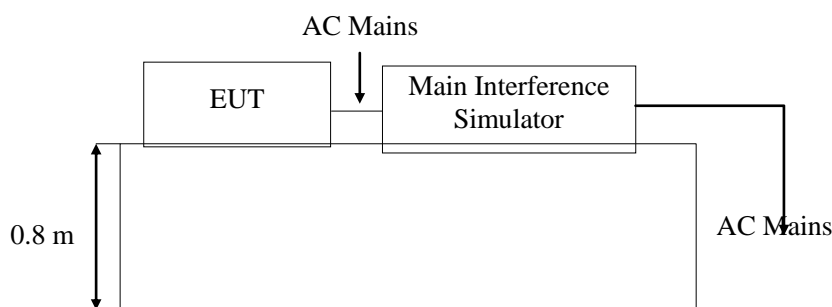 AC Mains
EUT
Main Interference
Simulator
0.8 m
AC Mains